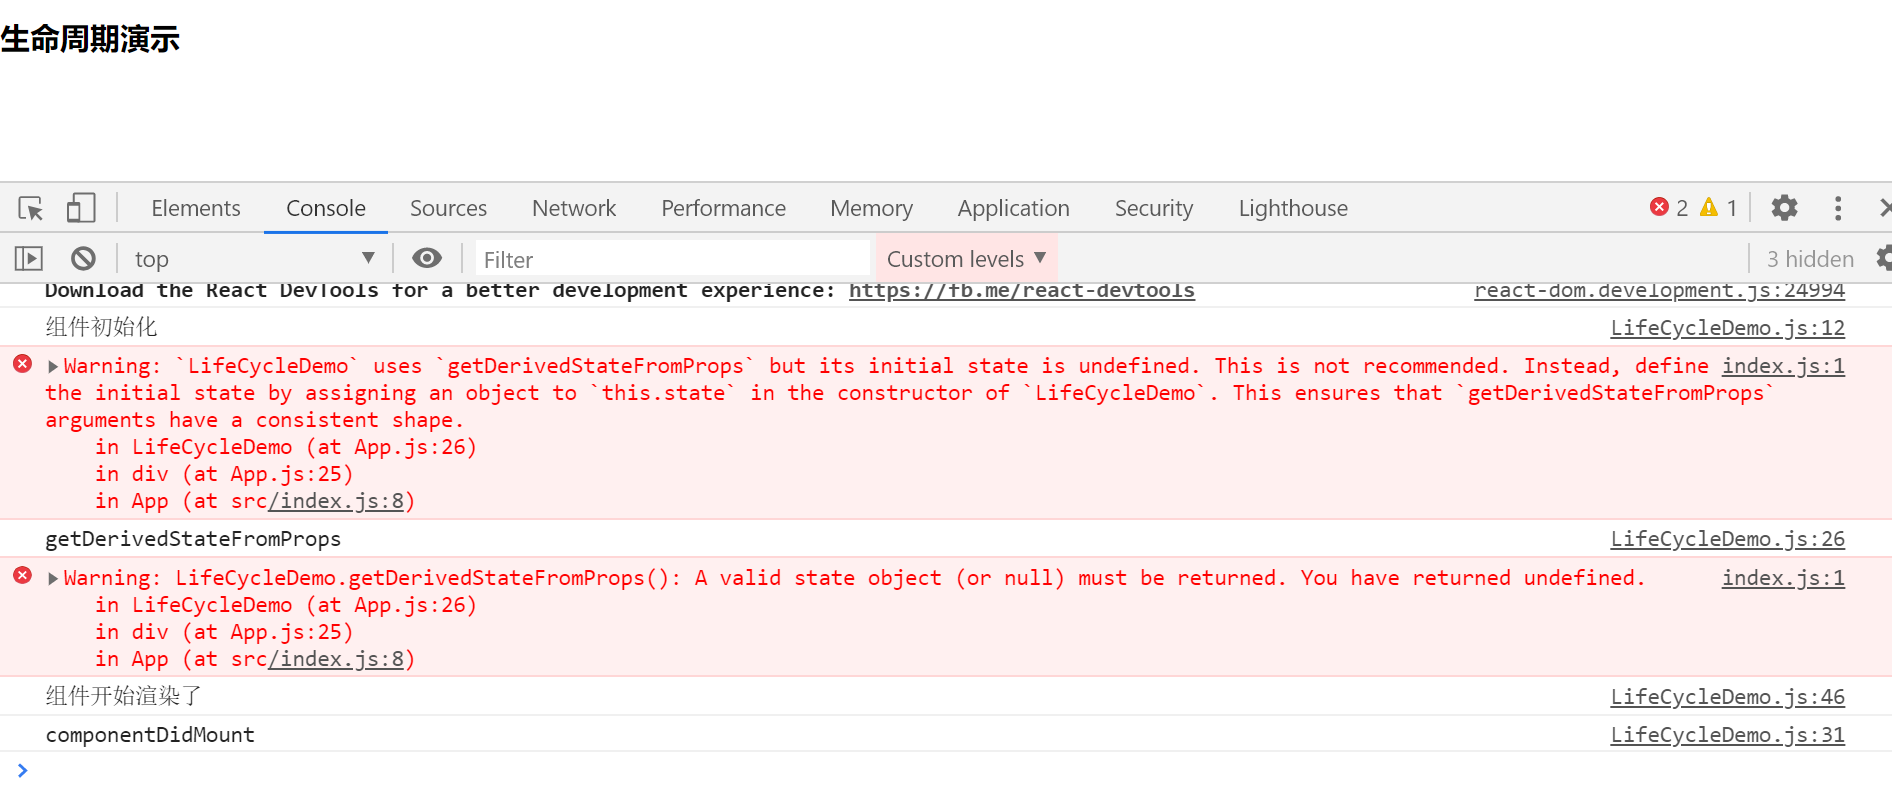 生命周期演示
Elements Console Sources Network Performance Memory Application Security Lighthouse 2 1
top Filter Custom levels 3 hidden
Download the React DevTools for a better development experience: https://fb.me/react-devtools react-dom.development.js:24994
组件初始化 LifeCycleDemo.js:12
Warning: `LifeCycleDemo` uses `getDerivedStateFromProps` but its initial state is undefined. This is not recommended. Instead, define index.js:1
the initial state by assigning an object to `this.state` in the constructor of `LifeCycleDemo`. This ensures that `getDerivedStateFromProps`
arguments have a consistent shape.
in LifeCycleDemo (at App.js:26)
in div (at App.js:25)
in App (at src/index.js:8)
getDerivedStateFromProps LifeCycleDemo.js:26
Warning: LifeCycleDemo.getDerivedStateFromProps(): A valid state object (or null) must be returned. You have returned undefined. index.js:1
in LifeCycleDemo (at App.js:26)
in div (at App.js:25)
in App (at src/index.js:8)
组件开始渲染了 LifeCycleDemo.js:46
componentDidMount LifeCycleDemo.js:31